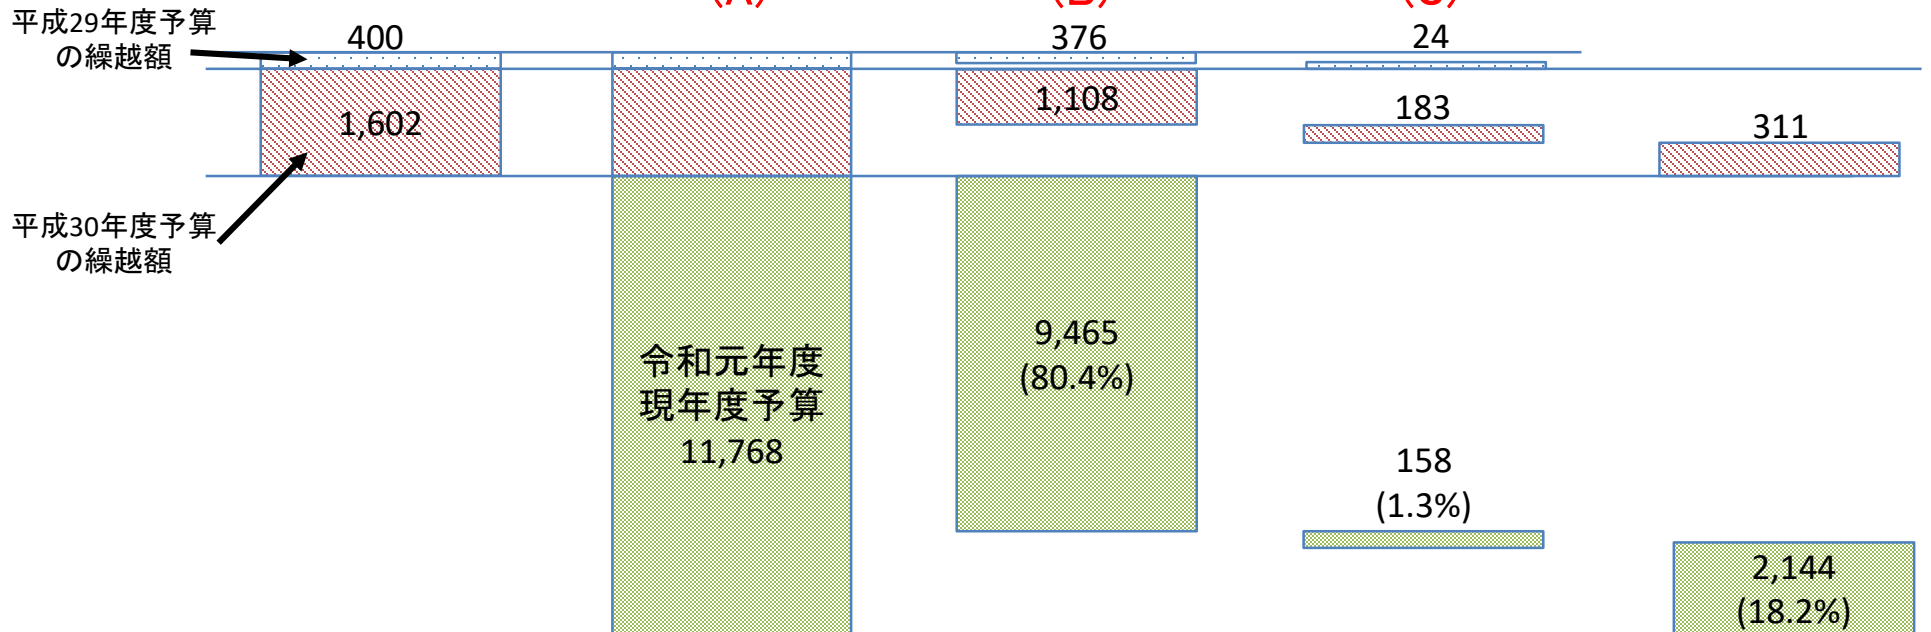 (A)
(B)
(C)
平成29年度予算
の繰越額
400
376
24
1,602
1,108
183
311
平成30年度予算
の繰越額
令和元年度
現年度予算
11,768
9,465
(80.4%)
158
(1.3%)
2,144
(18.2%)